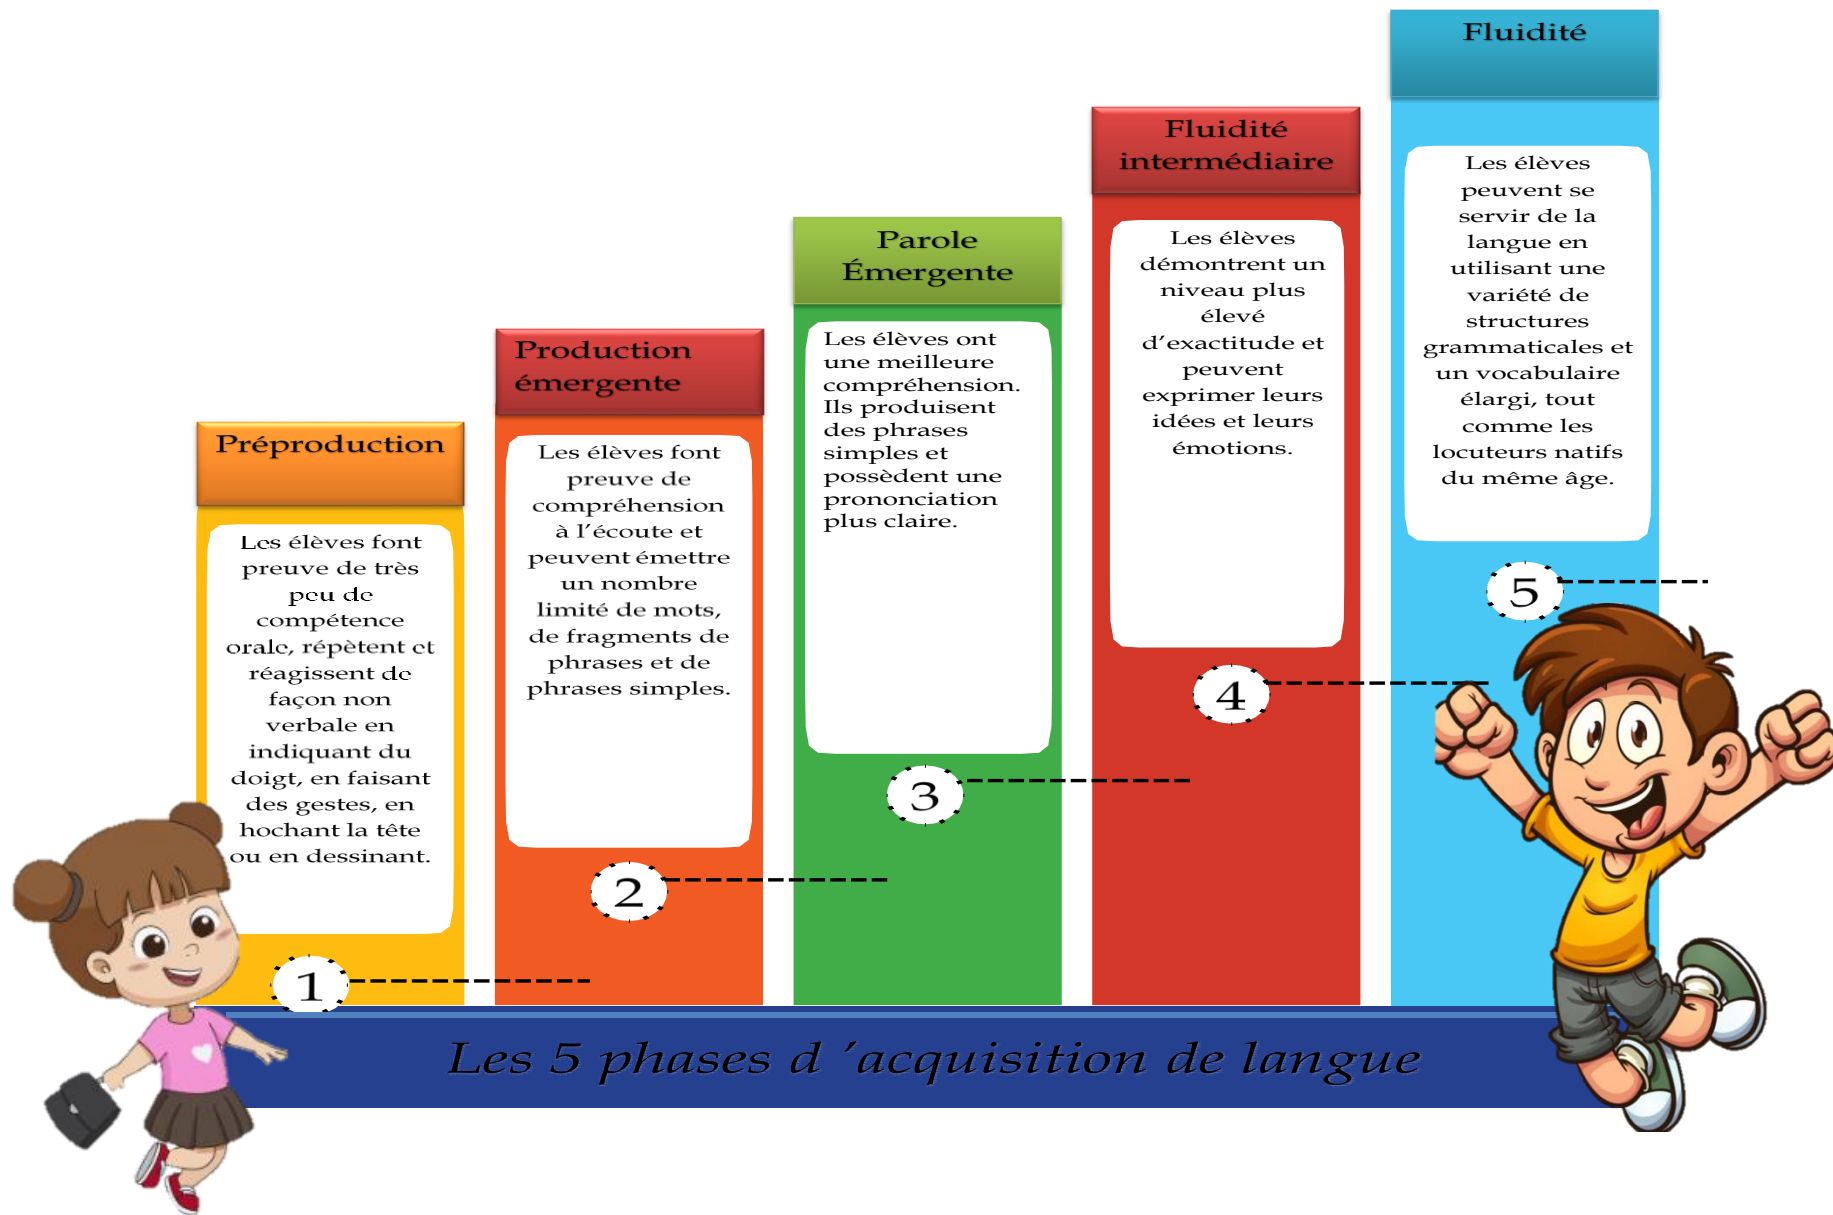 Préproduction
Les élèves font
preuve de très
peu de
compétence
orale, répètent et
réagissent de
façon non
verbale en
indiquant du
doigt, en faisant
des gestes, en
hochant la tête
ou en dessinant.
1
Production
émergente
Les élèves font
preuve de
compréhension
à l’écoute et
peuvent émettre
un nombre
limité de mots,
de fragments de
phrases et de
phrases simples.
2
Parole
Émergente
Les élèves ont
une meilleure
compréhension.
Ils produisent
des phrases
simples et
possèdent une
prononciation
plus claire.
3
Fluidité
intermédiaire
Les élèves
démontrent un
niveau plus
élevé
d’exactitude et
peuvent
exprimer leurs
idées et leurs
émotions.
4
Fluidité
Les élèves
peuvent se
servir de la
langue en
utilisant une
variété de
structures
grammaticales et
un vocabulaire
élargi, tout
comme les
locuteurs natifs
du même âge.
5
Les 5 phases d ’acquisition de langue